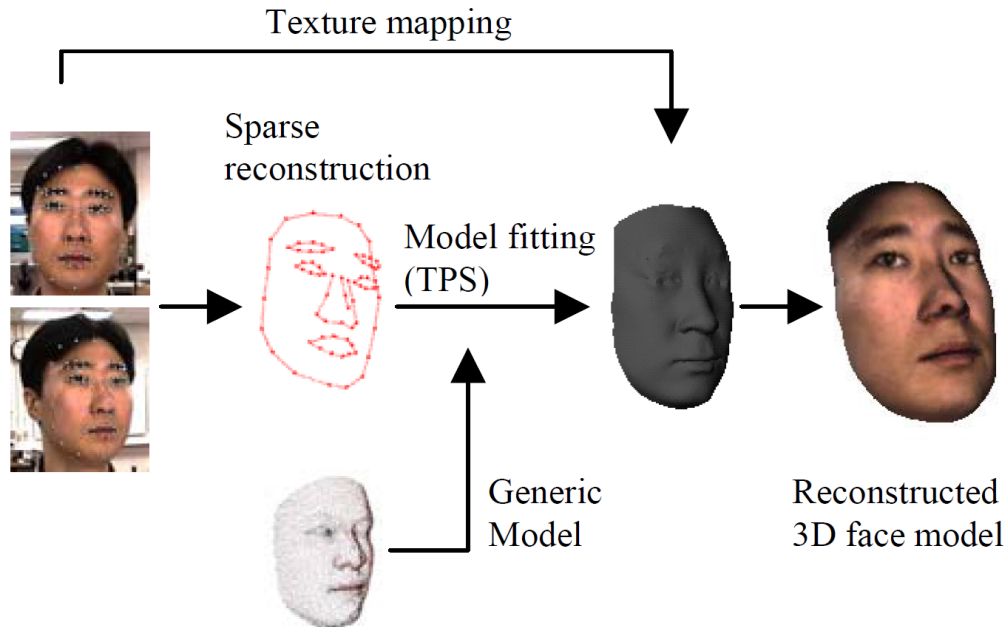 Texture mapping
Sparse
reconstruction
Model fitting
(TPS)
Generic
Model
Reconstructed
3D face model